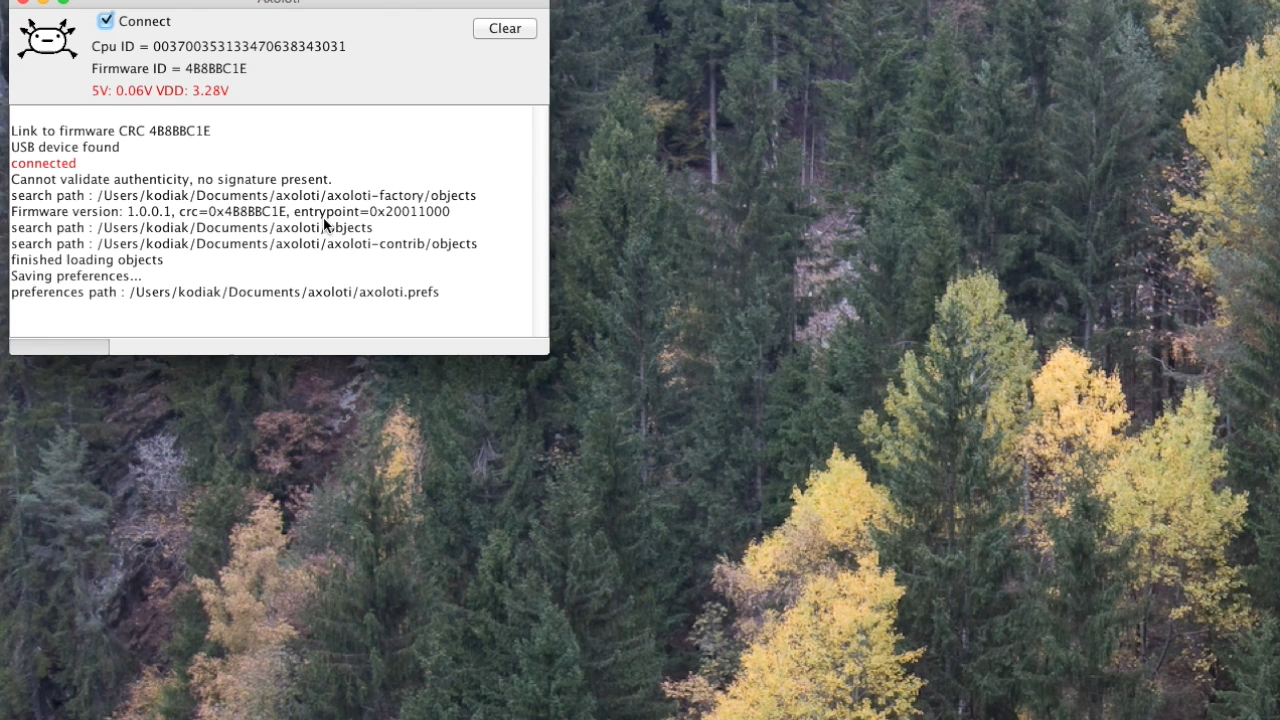 Axoloti
Connect
Clear
Cpu ID = 003700353133470638343031
Firmware ID = 4B8BBC1E
5V: 0.06V VDD: 3.28V
Link to firmware CRC 4B8BBC1E
USB device found
connected
Cannot validate authenticity, no signature present.
search path : /Users/kodiak/Documents/axoloti/axoloti-factory/objects
Firmware version: 1.0.0.1, crc=0x4B8BBC1E, entrypoint=0x20011000
search path : /Users/kodiak/Documents/axoloti/objects
search path : /Users/kodiak/Documents/axoloti/axoloti-contrib/objects
finished loading objects
Saving preferences...
preferences path : /Users/kodiak/Documents/axoloti/axoloti.prefs